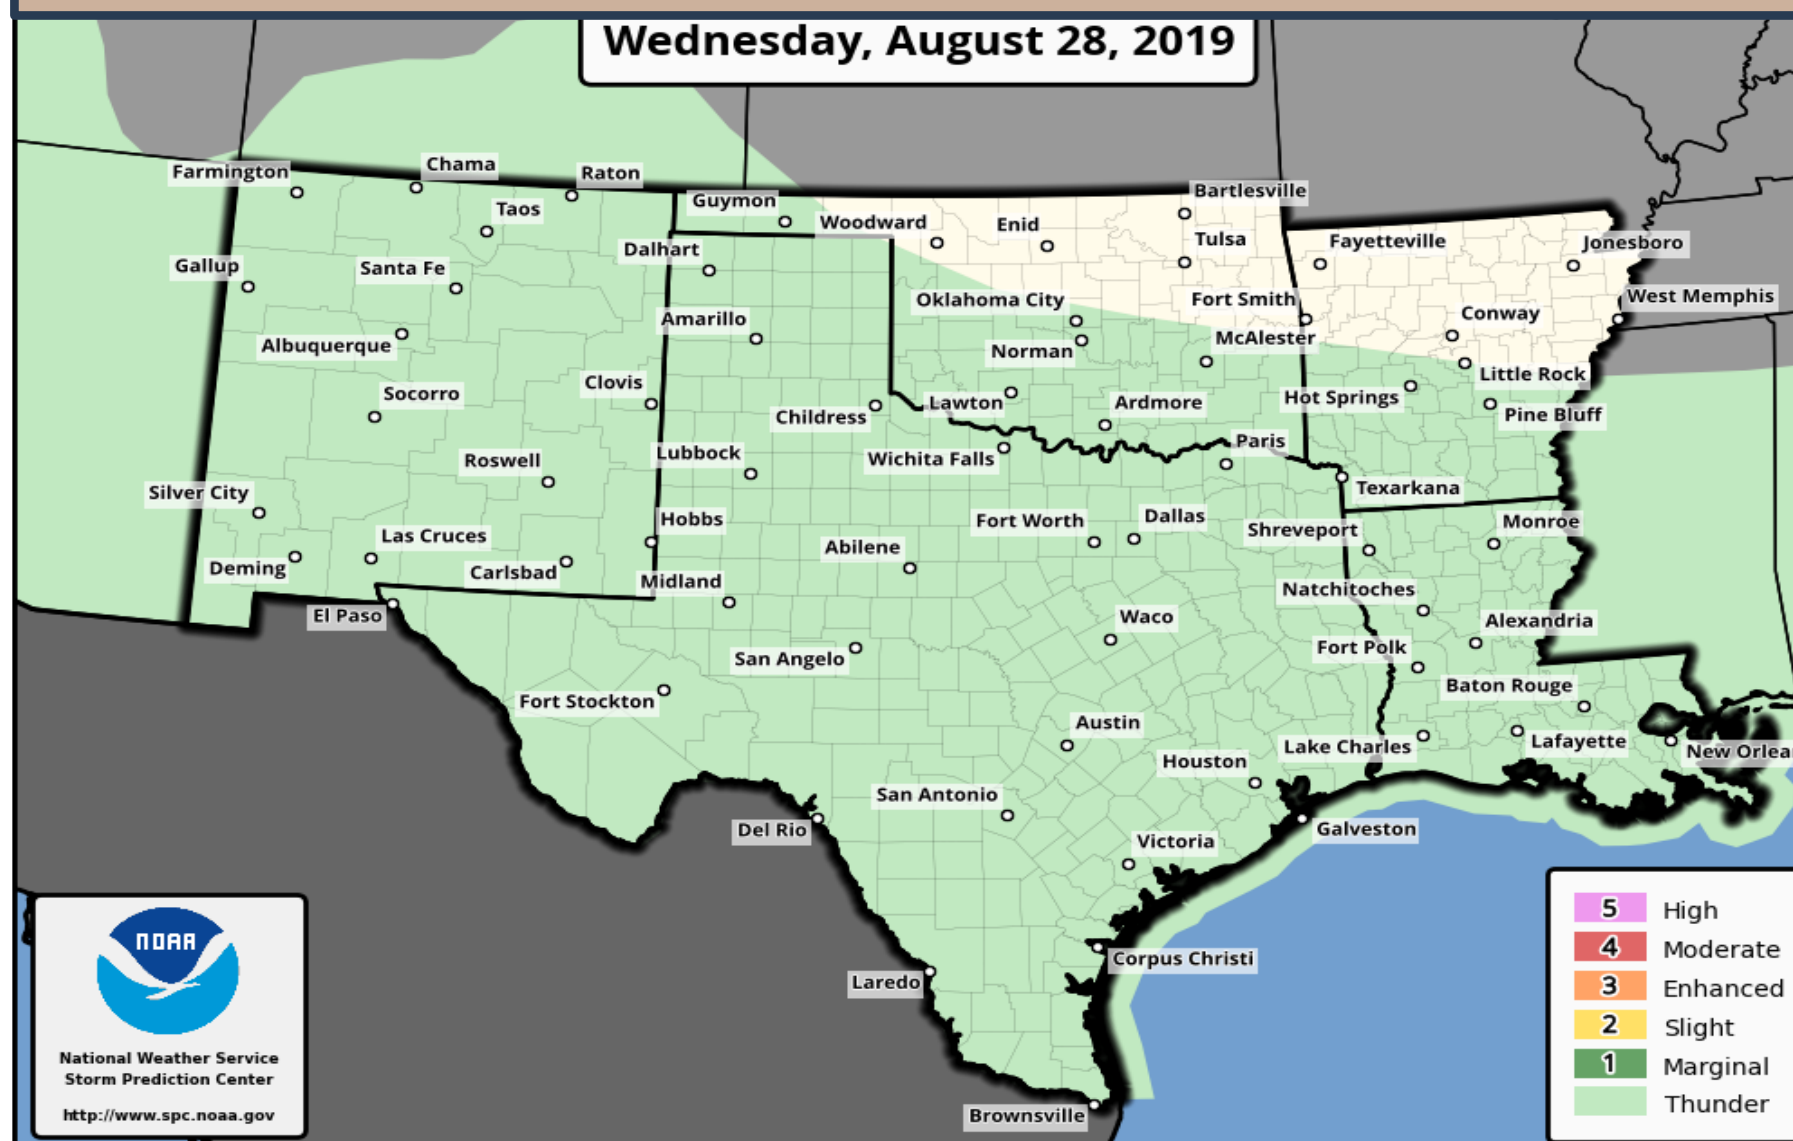 Wednesday, August 28, 2019
Farmington
Chama
Raton
Taos
Guymon
Woodward
Enid
Bartlesville
Tulsa
Fayetteville
Jonesboro
Gallup
Santa Fe
Dalhart
Oklahoma City
Fort Smith
West Memphis
Amarillo
Conway
Albuquerque
Norman
McAlester
Little Rock
Socorro
Clovis
Childress
Lawton
Ardmore
Hot Springs
Pine Bluff
Roswell
Lubbock
Wichita Falls
Paris
Silver City
Texarkana
Las Cruces
Hobbs
Fort Worth
Dallas
Shreveport
Monroe
Deming
Carlsbad
Midland
Abilene
Natchitoches
El Paso
Waco
Alexandria
San Angelo
Fort Polk
Fort Stockton
Baton Rouge
Austin
Lake Charles
Lafayette
New Orlea
Houston
San Antonio
Del Rio
Galveston
Victoria
Corpus Christi
Laredo
Brownsville
NOAA
National Weather Service
Storm Prediction Center
http://www.spc.noaa.gov
5 High
4 Moderate
3 Enhanced
2 Slight
1 Marginal
Thunder